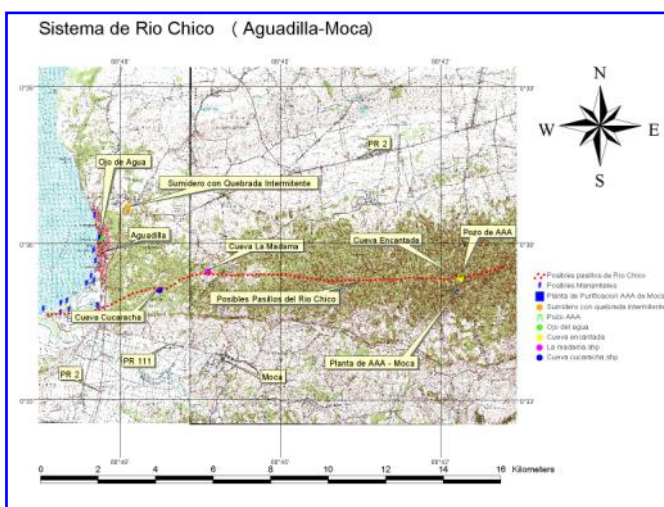 Sistema de Rio Chico ( Aguadilla-Moca)
N
W E
S
PR 2
Ojo de Agua
Sumidero con Quebrada Intermitente
Aguadilla
Cueva La Madama
Cueva Encantada
Pozo de AAA
Cueva Cucaracha
Posibles Pasillos del Rio Chico
PR 111
Planta de AAA - Moca
Moca
PR 2
Posibles pasillos de Rio Chico
Posibles Manantiales
Planta de Purificacion AAA de Moca
Sumidero con quebrada intermitente
Pozo AAA
Ojo del agua
Cueva encantada
La madama.shp
Cueva cucaracha.shp
0 2 4 6 8 10 12 14 16 Kilometers